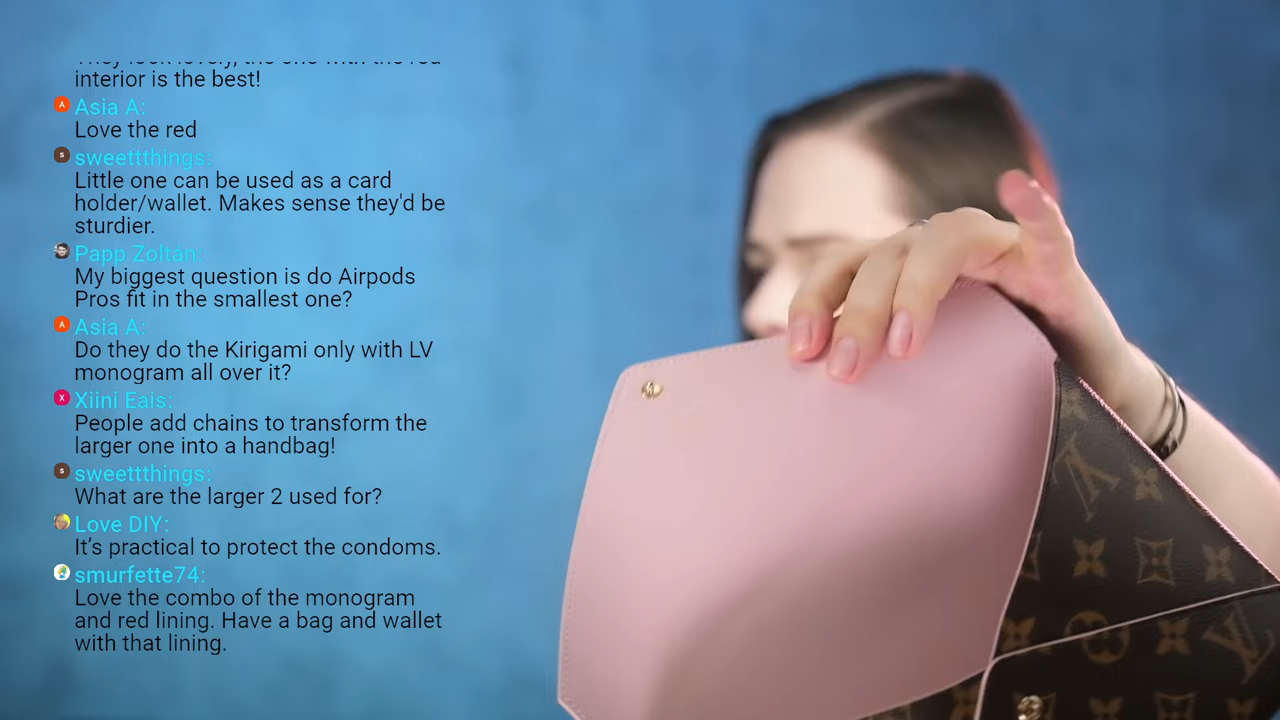 interior is the best!
A Asia A:
Love the red
s sweettthings:
Little one can be used as a card
holder/wallet. Makes sense they'd be
sturdier.
Papp Zoltán:
My biggest question is do Airpods
Pros fit in the smallest one?
A Asia A:
Do they do the Kirigami only with LV
monogram all over it?
X Xiini Eais:
People add chains to transform the
larger one into a handbag!
s sweettthings:
What are the larger 2 used for?
Love DIY:
It’s practical to protect the condoms.
smurfette74:
Love the combo of the monogram
and red lining. Have a bag and wallet
with that lining.